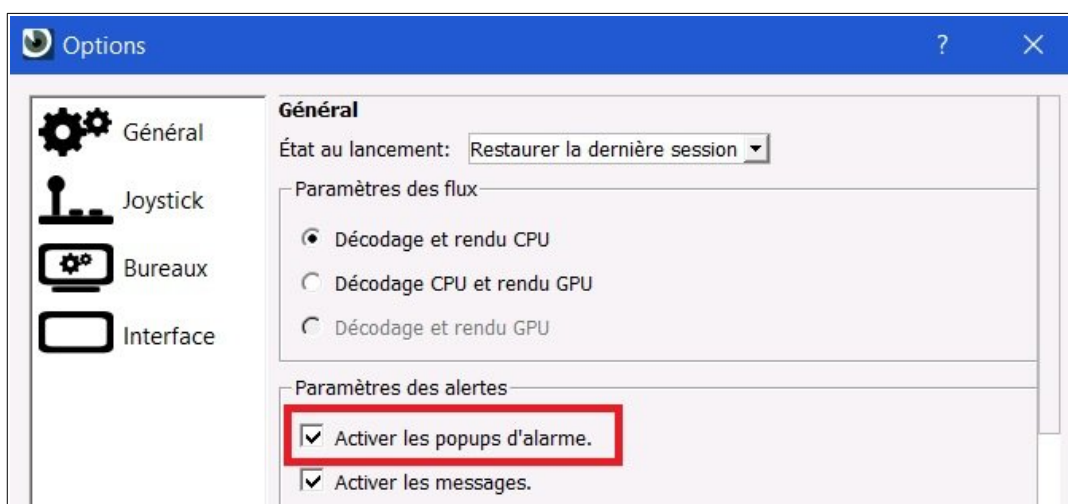 Options
?
Général
Joystick
Bureaux
Interface
Général
État au lancement: Restaurer la dernière session
Paramètres des flux
Décodage et rendu CPU
Décodage CPU et rendu GPU
Décodage et rendu GPU
Paramètres des alertes
Activer les popups d'alarme.
Activer les messages.